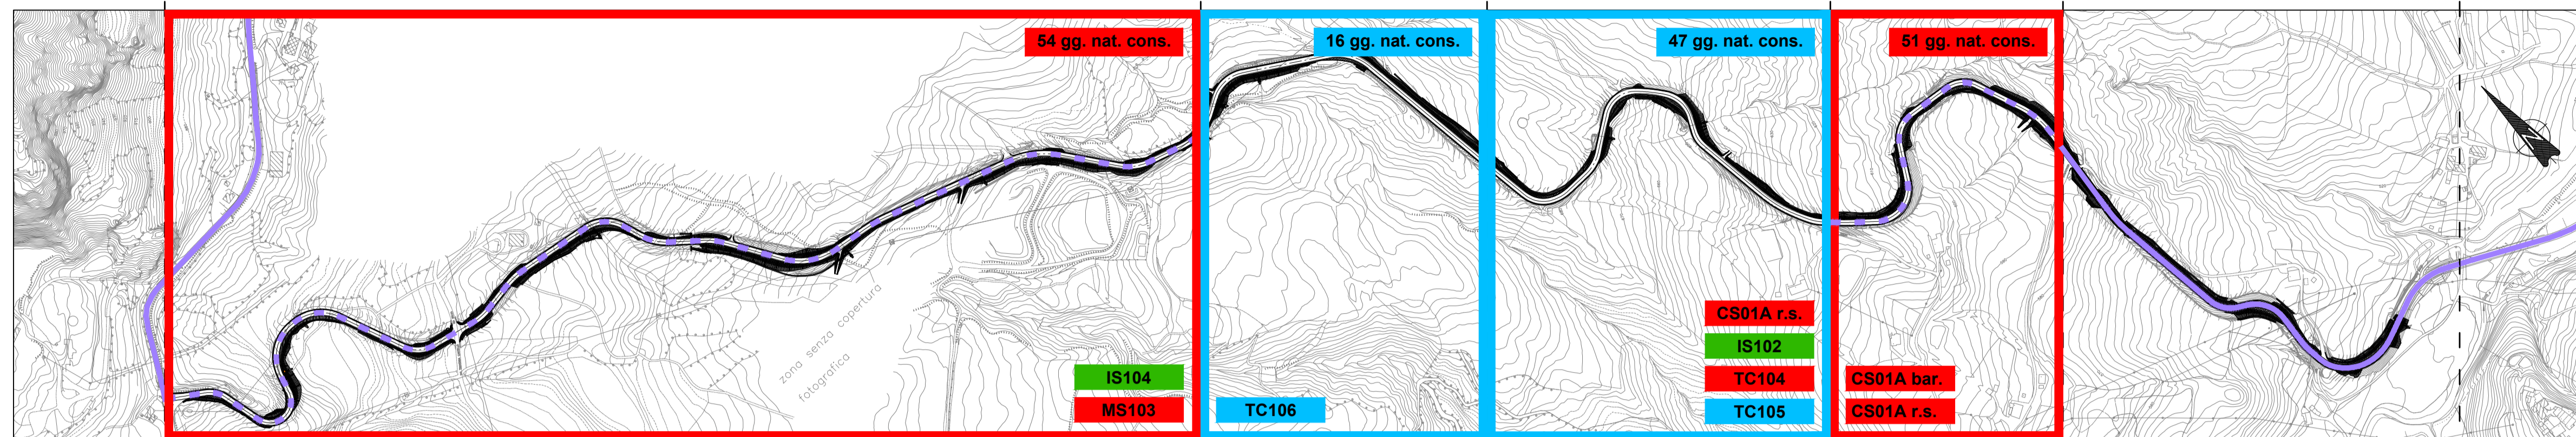 54 gg. nat. cons.
16 gg. nat. cons.
47 gg. nat. cons.
51 gg. nat. cons.
zona senza copertura
fotografica
IS104
MS103
TC106
CS01A r.s.
IS102
TC104
TC105
CS01A bar.
CS01A r.s.